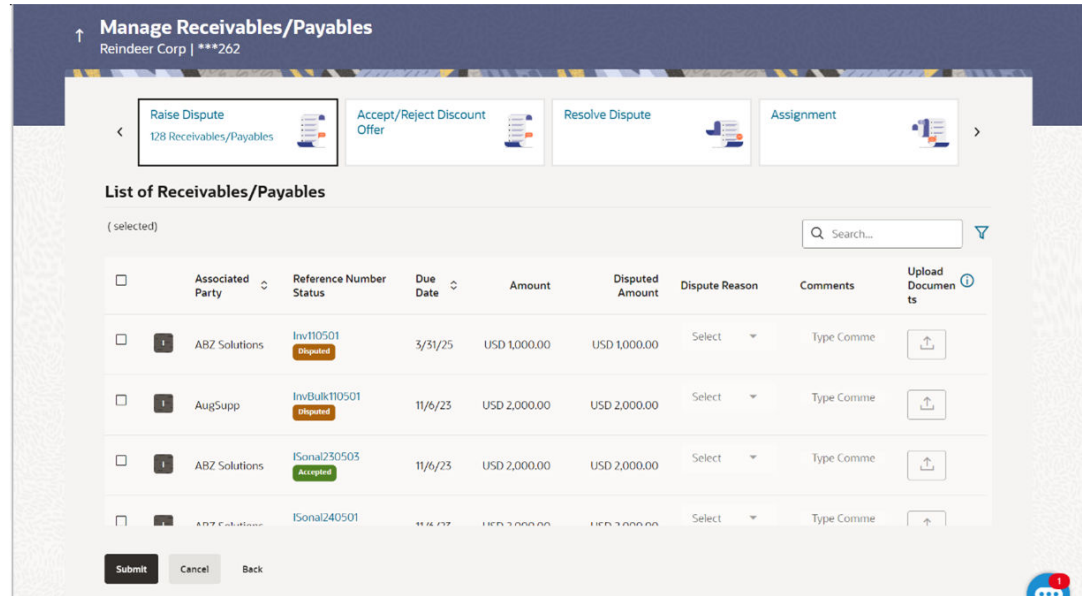 Manage Receivables/Payables
Reindeer Corp | ***262
Raise Dispute
128 Receivables/Payables
Accept/Reject Discount
Offer
Resolve Dispute
Assignment
List of Receivables/Payables
( selected)
Search...
Associated
Party
Reference Number
Status
Due
Date
Amount
Disputed
Amount
Dispute Reason
Comments
Upload
Documen
ts
I
ABZ Solutions
Inv110501
Disputed
3/31/25
USD 1,000.00
USD 1,000.00
Select
Type Comme
I
AugSupp
InvBulk110501
Disputed
11/6/23
USD 2,000.00
USD 2,000.00
Select
Type Comme
I
ABZ Solutions
ISonal230503
Accepted
11/6/23
USD 2,000.00
USD 2,000.00
Select
Type Comme
ABZ Solutions
ISonal240501
Select
Type Comme
Submit
Cancel
Back
1